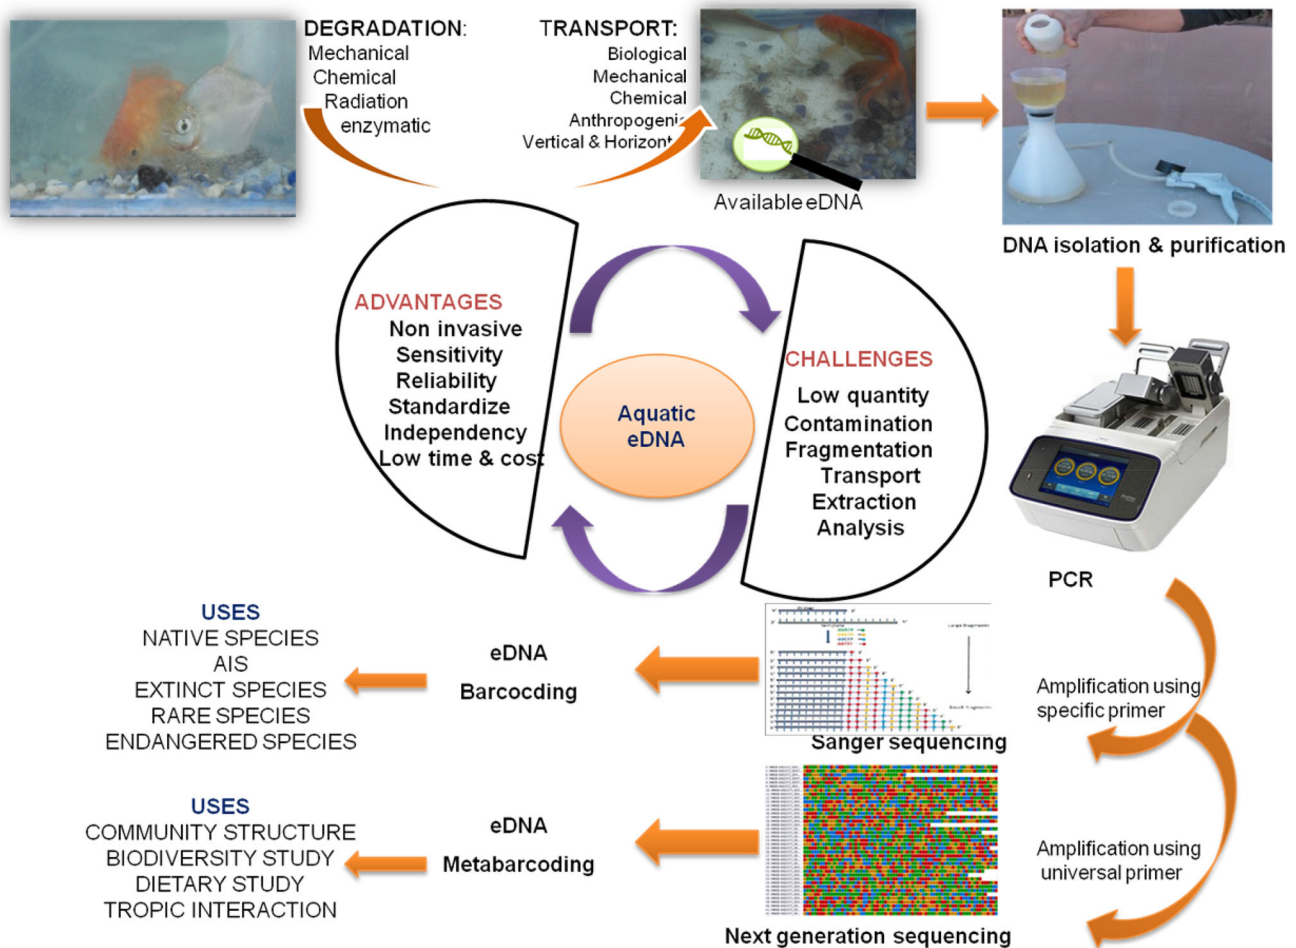 DEGRADATION:
Mechanical
Chemical
Radiation
enzymatic
TRANSPORT:
Biological
Mechanical
Chemical
Anthropogenic
Vertical & Horizont
Available eDNA
DNA isolation & purification
ADVANTAGES
Non invasive
Sensitivity
Reliability
Standardize
Independency
Low time & cost
Aquatic
eDNA
CHALLENGES
Low quantity
Contamination
Fragmentation
Transport
Extraction
Analysis
PCR
Amplification using
specific primer
Sanger sequencing
eDNA
Barcocding
USES
NATIVE SPECIES
AIS
EXTINCT SPECIES
RARE SPECIES
ENDANGERED SPECIES
Amplification using
universal primer
Next generation sequencing
eDNA
Metabarcoding
USES
COMMUNITY STRUCTURE
BIODIVERSITY STUDY
DIETARY STUDY
TROPIC INTERACTION